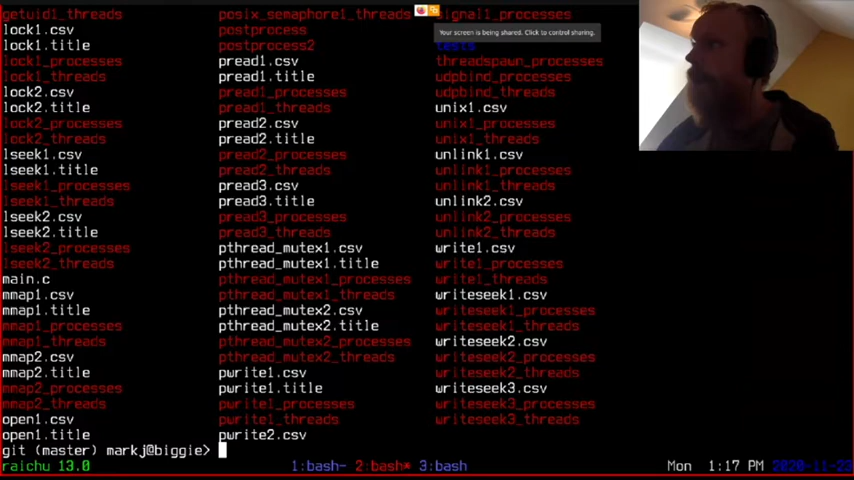 getuid1_threads posix_semaphore1_threads signal1_processes
lock1.csv postprocess
Your screen is being shared. Click to control sharing.
lock1.title postprocess2 tests
lock1_processes pread1.csv threadspawn_processes
lock1_threads pread1.title udpbind_processes
lock2.csv pread1_processes udpbind_threads
lock2.title pread1_threads unix1.csv
lock2_processes pread2.csv unix1_processes
lock2_threads pread2.title unix1_threads
lseek1.csv pread2_processes unlink1.csv
lseek1.title pread2_threads unlink1_processes
lseek1_processes pread3.csv unlink1_threads
lseek1_threads pread3.title unlink2.csv
lseek2.csv pread3_processes unlink2_processes
lseek2.title pread3_threads unlink2_threads
lseek2_processes pthread_mutex1.csv write1.csv
lseek2_threads pthread_mutex1.title write1_processes
main.c pthread_mutex1_processes write1_threads
mmap1.csv pthread_mutex1_threads writeseek1.csv
mmap1.title pthread_mutex2.csv writeseek1_processes
mmap1_processes pthread_mutex2.title writeseek1_threads
mmap1_threads pthread_mutex2_processes writeseek2.csv
mmap2.csv pthread_mutex2_threads writeseek2_processes
mmap2.title pwrite1.csv writeseek2_threads
mmap2_processes pwrite1.title writeseek3.csv
mmap2_threads pwrite1_processes writeseek3_processes
open1.csv pwrite1_threads writeseek3_threads
open1.title pwrite2.csv
git (master) markj@biggie>
raichu 13.0 1:bash- 2:bash* 3:bash Mon 1:17 PM 2020-11-23